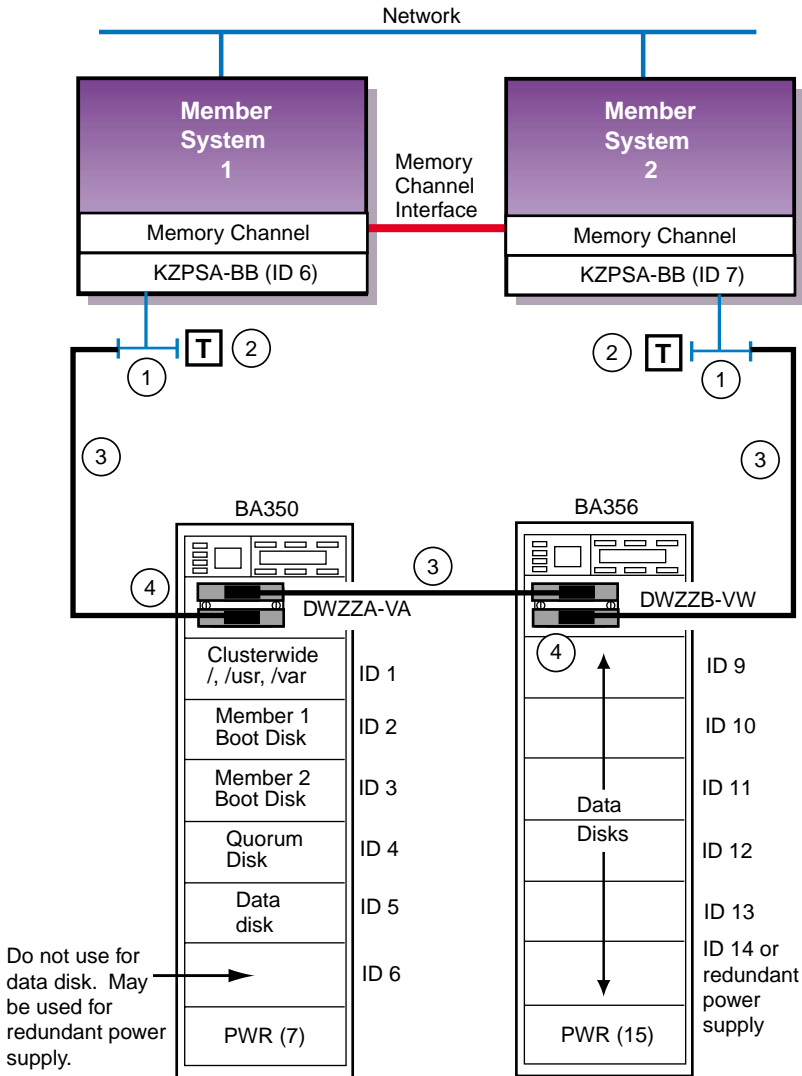 Network
Member
System
1
Member
System
2
Memory
Channel
Interface
Memory Channel
Memory Channel
KZPSA-BB (ID 6)
KZPSA-BB (ID 7)
T
2
2
T
1
1
3
3
BA350
BA356
3
4
DWZZA-VA
DWZZB-VW
4
Clusterwide
/, /usr, /var
ID 1
ID 9
Member 1
Boot Disk
ID 2
ID 10
Member 2
Boot Disk
ID 3
ID 11
Data
Disks
Quorum
Disk
ID 4
ID 12
Data
disk
ID 5
ID 13
Do not use for
data disk. May
be used for
redundant power
supply.
ID 6
ID 14 or
redundant
power
supply
PWR (7)
PWR (15)